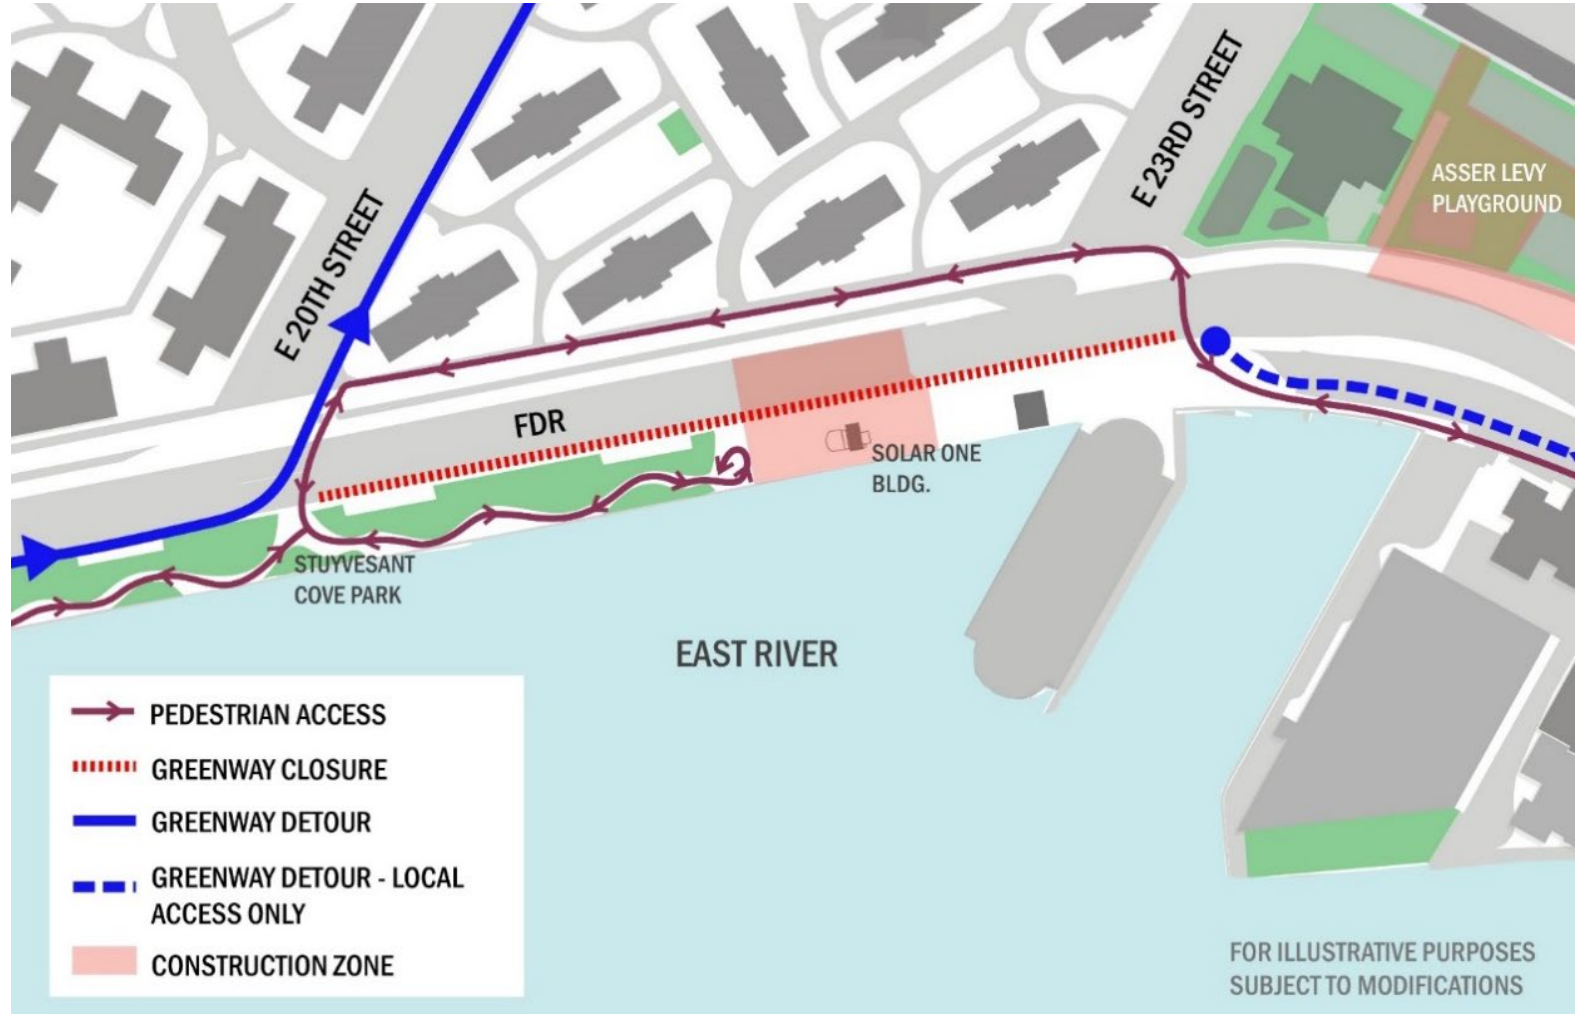 E 20TH STREET
E 23RD STREET
ASSER LEVY
PLAYGROUND
FDR
SOLAR ONE
BLDG.
STUYVESANT
COVE PARK
EAST RIVER
PEDESTRIAN ACCESS
GREENWAY CLOSURE
GREENWAY DETOUR
GREENWAY DETOUR - LOCAL
ACCESS ONLY
CONSTRUCTION ZONE
FOR ILLUSTRATIVE PURPOSES
SUBJECT TO MODIFICATIONS